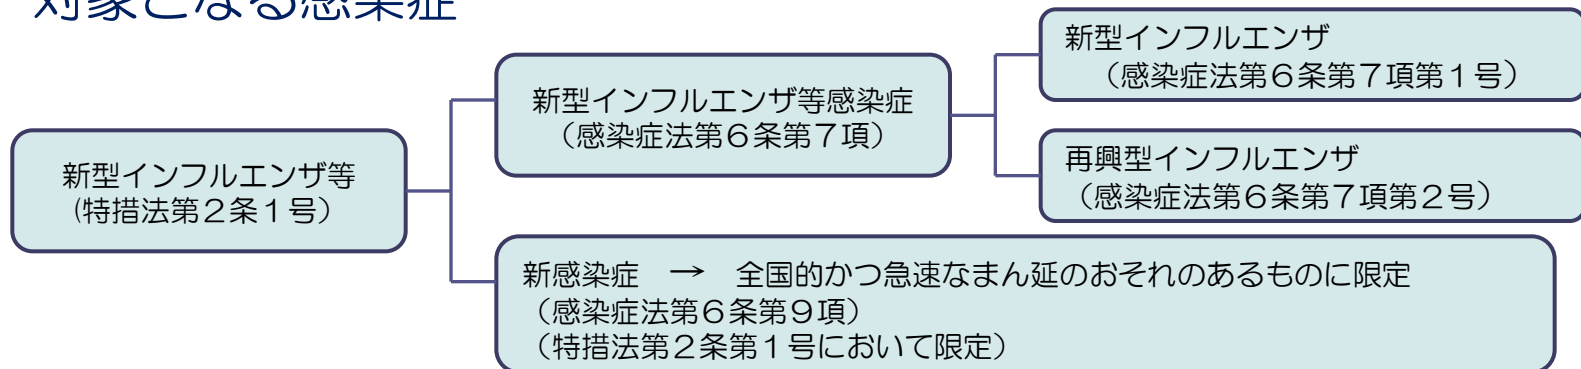 対象となる感染症
新型インフルエンザ
（感染症法第６条第７項第１号）
新型インフルエンザ等感染症
（感染症法第６条第７項）
再興型インフルエンザ
（感染症法第６条第７項第２号）
新型インフルエンザ等
(特措法第２条１号）
新感染症　→　全国的かつ急速なまん延のおそれのあるものに限定
（感染症法第６条第９項）
（特措法第２条第１号において限定）